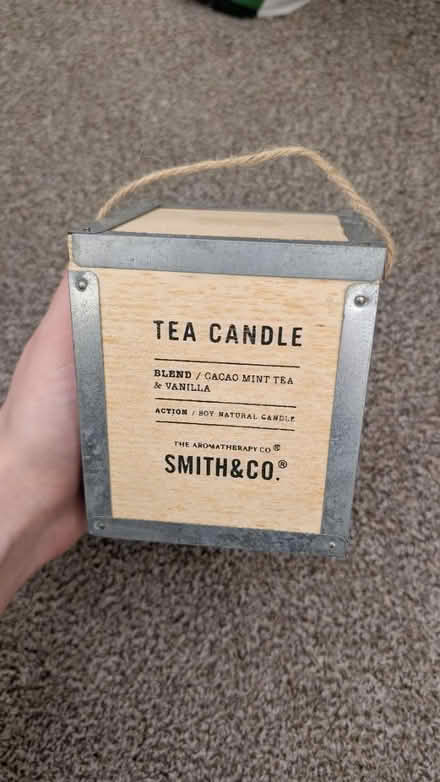 TEA CANDLE
BLEND / CACAO MINT TEA
& VANILLA
ACTION / SOY NATURAL CANDLE
THE AROMATHERAPY CO®
SMITH&CO.®